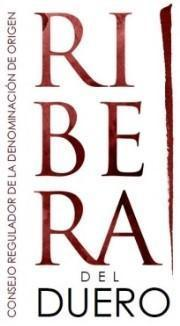 CONSEJO REGULADOR DE LA DENOMINACIÓN DE ORIGEN
RI
BE
RA
DEL
DUERO